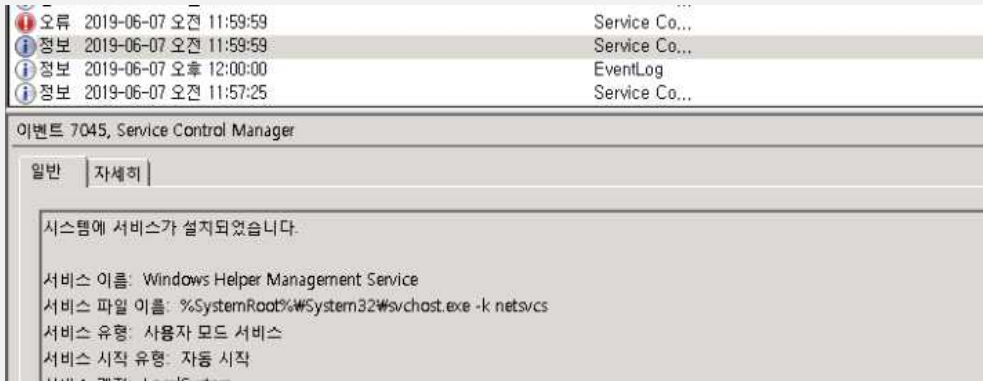 오류 2019-06-07 오전 11:59:59 Service Co...
정보 2019-06-07 오전 11:59:59 Service Co...
정보 2019-06-07 오후 12:00:00 EventLog
정보 2019-06-07 오전 11:57:25 Service Co...
이벤트 7045, Service Control Manager
일반 자세히
시스템에 서비스가 설치되었습니다.
서비스 이름: Windows Helper Management Service
서비스 파일 이름: %SystemRoot%₩System32₩svchost.exe -k netsvcs
서비스 유형: 사용자 모드 서비스
서비스 시작 유형: 자동 시작